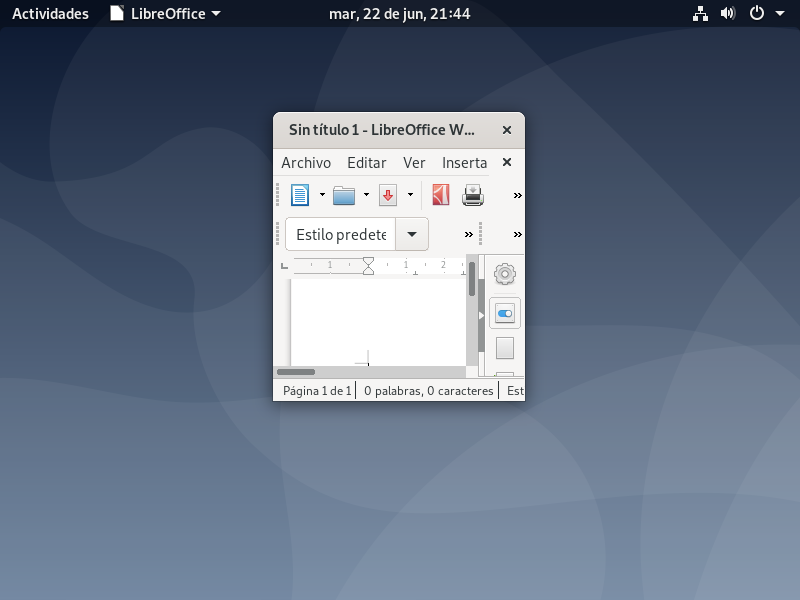 Actividades LibreOffice mar, 22 de jun, 21:44
Sin título 1 - LibreOffice W...
Archivo Editar Ver Inserta
Estilo predete
1 1 2
Página 1 de 1 0 palabras, 0 caracteres Est